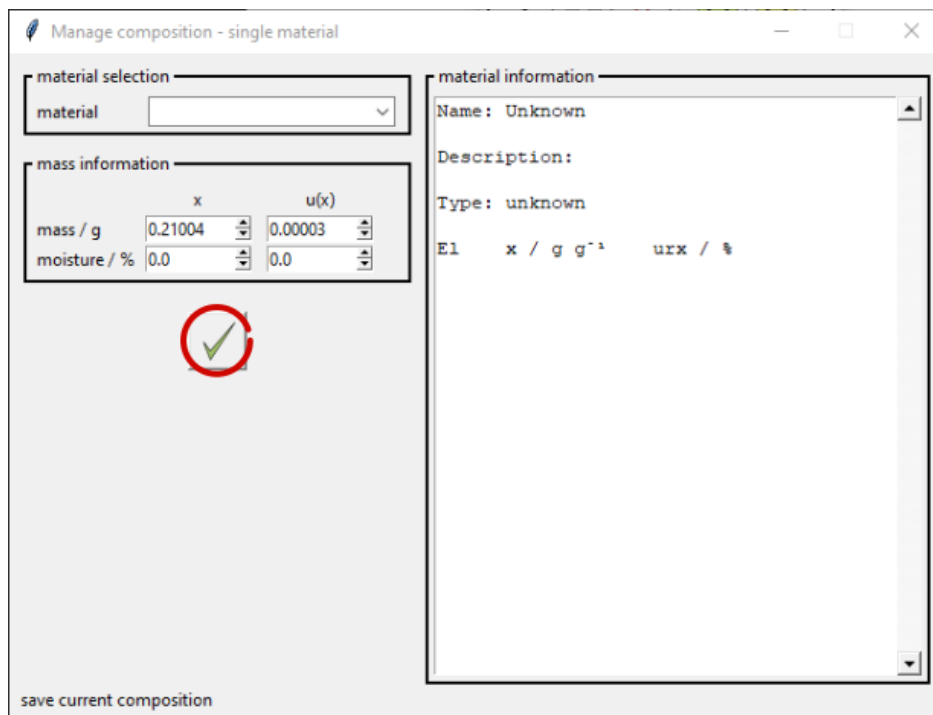 Manage composition - single material
material selection
material
mass information
x u(x)
mass / g 0.21004 0.00003
moisture / % 0.0 0.0
material information
Name: Unknown
Description:
Type: unknown
El x / g g⁻¹ urx / %
save current composition